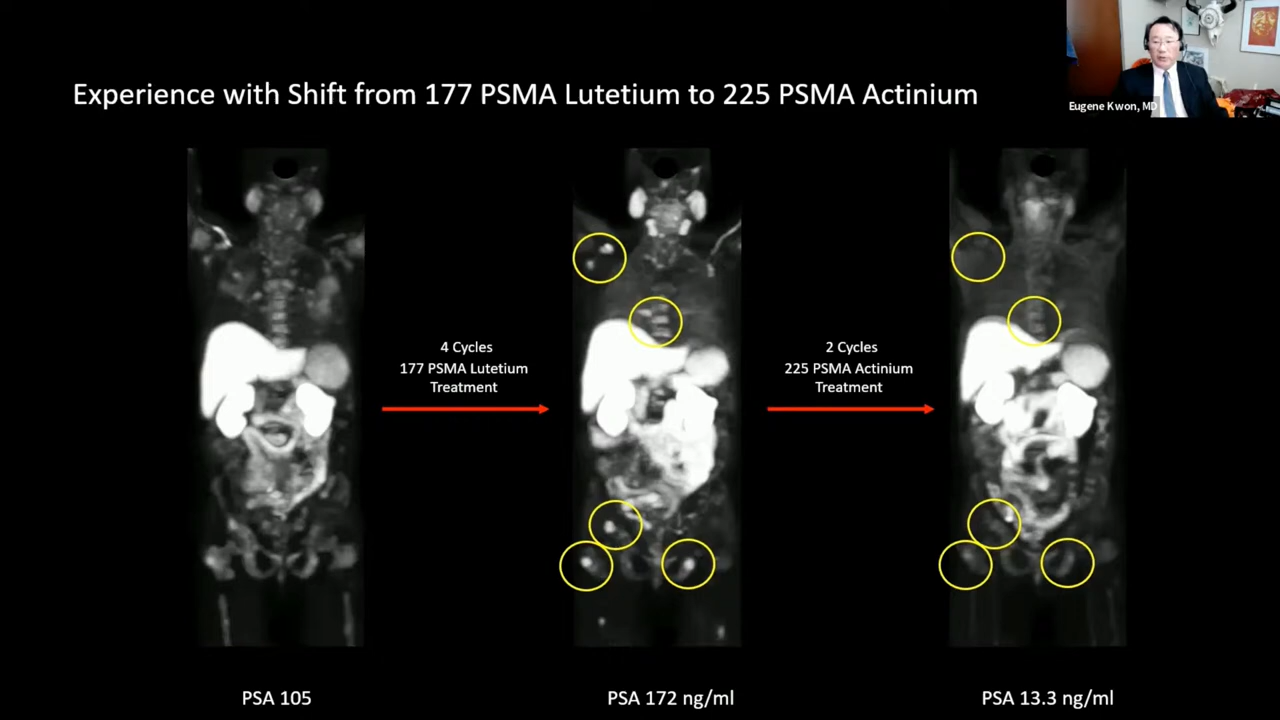 Experience with Shift from 177 PSMA Lutetium to 225 PSMA Actinium
Eugene Kwon, MD
4 Cycles
177 PSMA Lutetium
Treatment
2 Cycles
225 PSMA Actinium
Treatment
PSA 105
PSA 172 ng/ml
PSA 13.3 ng/ml